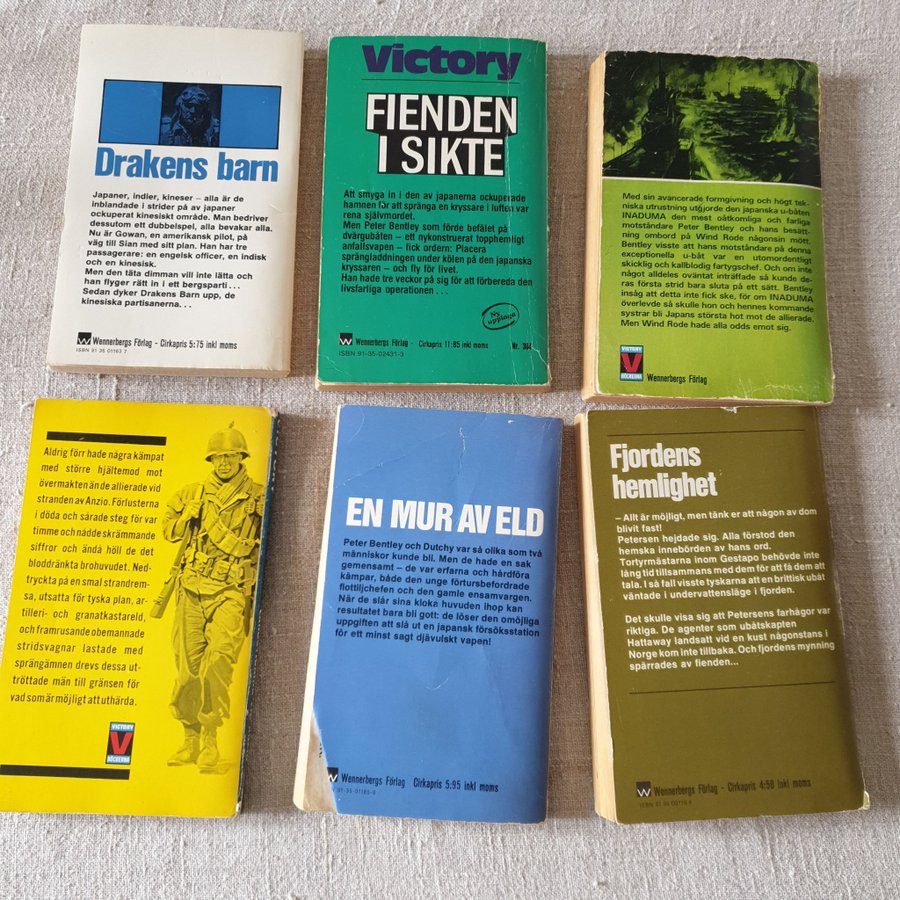 Drakens barn
Japaner, indier, kineser – alla är de
inblandade i strider på av japaner
ockuperat kinesiskt område. Man bedriver
dessutom ett dubbelspel, alla bevakar alla.
Nu är Gowan, en amerikansk pilot, på
väg till Sian med sitt plan. Han har tre
passagerare: en engelsk officer, en indisk
och en kinesisk.
Men den täta dimman vill inte lätta och
han flyger rätt in i ett bergsparti...
Sedan dyker Drakens Barn upp, de
kinesiska partisanerna...
W Wennerbergs Förlag - Cirkapris 5:75 inkl moms
ISBN 91 35 01163 7
Victory
FIENDEN
I SIKTE
Att smyga in i den av japanerna ockuperade
hamnen för att spränga en kryssare i luften var
rena självmordet.
Men Peter Bentley som förde befälet på
dvärgubåten – ett nykonstruerat topphemligt
anfallsvapen – fick ordern: Placera
sprängladdningen under kölen på den japanska
kryssaren – och fly för livet.
Han hade tre veckor på sig för att förbereda den
livsfarliga operationen...
Ny
upplaga
W Wennerbergs Förlag - Cirkapris 11:85 inkl moms Nr.
ISBN 91-35-02431-3
Med sin avancerade formgivning och högt tek-
niska utrustning utgjorde den japanska u-båten
INADUMA den mest oåtkomliga och farliga
motståndare Peter Bentley och hans besätt-
ning ombord på Wind Rode någonsin mött.
Bentley visste att hans motståndare på denna
exceptionella u-båt var en utomordentligt
skicklig och kallblodig fartygschef. Och om inte
något alldeles oväntat inträffade så kunde de-
ras första strid bara sluta på ett sätt. Bentley
insåg att detta inte fick ske, för om INADUMA
överlevde så skulle hon och hennes kommande
systrar bli Japans största hot mot de allierade.
Men Wind Rode hade alla odds emot sig.
VICTORY
V
BÖCKERNA
Wennerbergs Förlag
Aldrig förr hade några kämpat
med större hjältemod mot
övermakten än de allierade vid
stranden av Anzio. Förlusterna
i döda och sårade steg för var
timme och nådde skrämmande
siffror och ändå höll de det
bloddränkta brohuvudet. Ned-
tryckta på en smal strandrem-
sa, utsatta för tyska plan, ar-
tilleri- och granatkastareld,
och framrusande obemannade
stridsvagnar lastade med
sprängämnen drevs dessa ut-
tröttade män till gränsen för
vad som är möjligt att uthärda.
VICTORY
V
BÖCKERNA
EN MUR AV ELD
Peter Bentley och Dutchy var så olika som två
människor kunde bli. Men de hade en sak
gemensamt – de var erfarna och hårdföra
kämpar, både den unge förtursbefordrade
flottiljchefen och den gamle ensamvargen.
När de slår sina kloka huvuden ihop kan
resultatet bara bli gott: de löser den omöjliga
uppgiften att slå ut en japansk försöksstation
för ett minst sagt djävulskt vapen!
W Wennerbergs Förlag Cirkapris 5:95 inkl moms
Fjordens
hemlighet
– Allt är möjligt, men tänk er att någon av dom
blivit fast!
Petersen hejdade sig. Alla förstod den
hemska innebörden av hans ord.
Tortyrmästarna inom Gestapo behövde inte
lång tid tillsammans med dem för att få dem att
tala. I så fall visste tyskarna att en brittisk ubåt
väntade i undervattensläge i fjorden.
Det skulle visa sig att Petersens farhågor var
riktiga. De agenter som ubåtskapten
Hattaway landsatt vid en kust någonstans i
Norge kom inte tillbaka. Och fjordens mynning
spärrades av fienden...
W Wennerbergs Förlag - Cirkapris 4:50 inkl moms